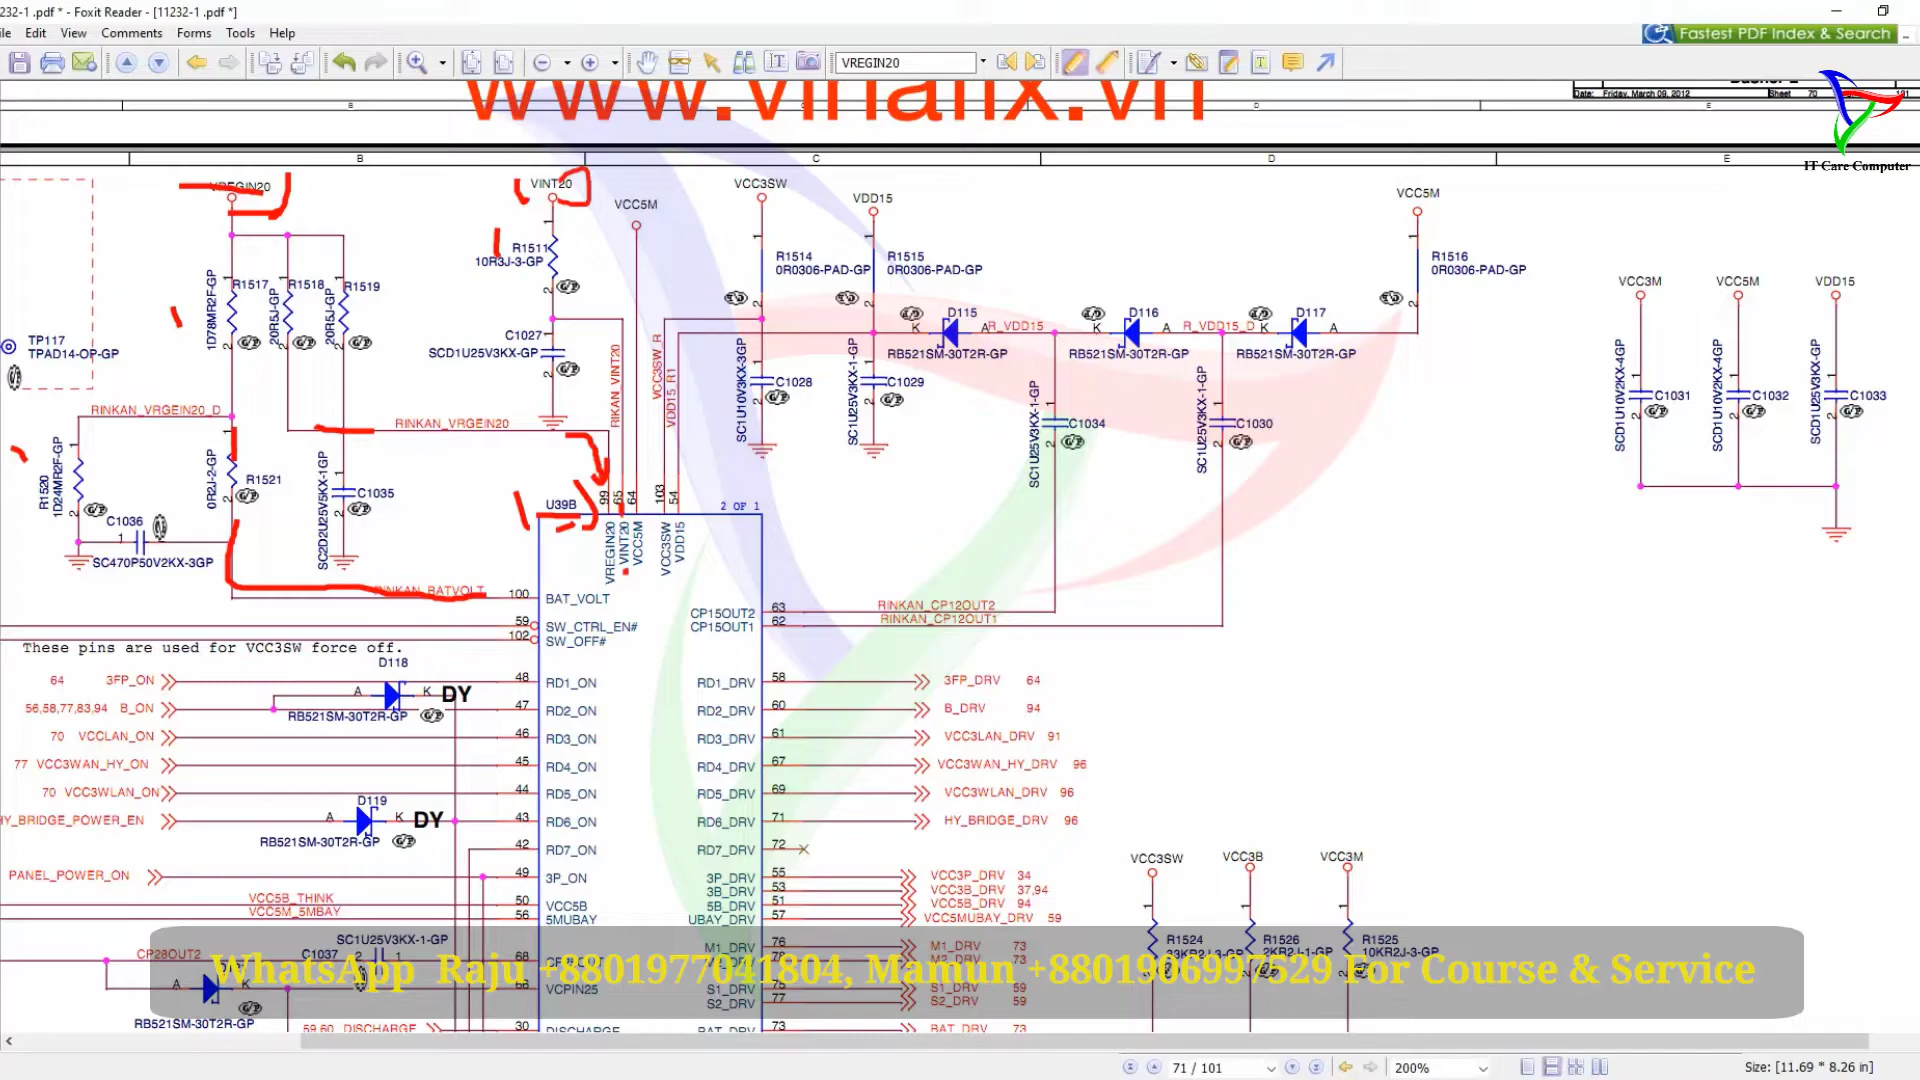 232-1 .pdf * - Foxit Reader - [11232-1 .pdf *]
Edit View Comments Forms Tools Help
Fastest PDF Index & Search
VREGIN20
www.vinafix.vn
Date: Friday, March 09, 2012 Sheet 70
IT Care Computer
B C D E
VREGIN20
VINT20
VCC5M
VCC3SW
VDD15
VCC5M
R1511
10R3J-3-GP
R1514
0R0306-PAD-GP
R1515
0R0306-PAD-GP
R1516
0R0306-PAD-GP
R1517
1D78MR2F-GP
R1518
20R5J-GP
R1519
20R5J-GP
VCC3M VCC5M VDD15
TP117
TPAD14-OP-GP
C1027
SCD1U25V3KX-GP
RIKAN_VINT20
VCC3SW_R
VDD15_R1
K D115 A
RB521SM-30T2R-GP
R_VDD15
K D116 A
RB521SM-30T2R-GP
R_VDD15_D
K D117 A
RB521SM-30T2R-GP
C1028
SC1U10V3KX-3GP
C1029
SC1U25V3KX-1-GP
C1034
SC1U25V3KX-1-GP
C1030
SC1U25V3KX-1-GP
C1031
SCD1U10V2KX-4GP
C1032
SCD1U10V2KX-4GP
C1033
SCD1U25V3KX-GP
RINKAN_VRGEIN20_D
RINKAN_VRGEIN20
R1520
1D24MR2F-GP
R1521
0R2J-2-GP
C1035
SC2D2U25V5KX-1GP
C1036
SC470P50V2KX-3GP
U39B
2 OF 1
99 65 64 103 54
VREGIN20
VINT20
VCC5M
VCC3SW
VDD15
RINKAN_BATVOLT 100 BAT_VOLT
59 SW_CTRL_EN#
102 SW_OFF#
CP15OUT2 63 RINKAN_CP12OUT2
CP15OUT1 62 RINKAN_CP12OUT1
These pins are used for VCC3SW force off.
D118
A K DY
RB521SM-30T2R-GP
64 3FP_ON 48 RD1_ON RD1_DRV 58 3FP_DRV 64
56,58,77,83,94 B_ON 47 RD2_ON RD2_DRV 60 B_DRV 94
70 VCCLAN_ON 46 RD3_ON RD3_DRV 61 VCC3LAN_DRV 91
77 VCC3WAN_HY_ON 45 RD4_ON RD4_DRV 67 VCC3WAN_HY_DRV 96
70 VCC3WLAN_ON 44 RD5_ON RD5_DRV 69 VCC3WLAN_DRV 96
D119
A K DY
RB521SM-30T2R-GP
HY_BRIDGE_POWER_EN 43 RD6_ON RD6_DRV 71 HY_BRIDGE_DRV 96
42 RD7_ON RD7_DRV 72
PANEL_POWER_ON 49 3P_ON 3P_DRV 55 VCC3P_DRV 34
3B_DRV 53 VCC3B_DRV 37,94
VCC5B_THINK 50 VCC5B 5B_DRV 51 VCC5B_DRV 94
VCC5M_5MBAY 56 5MUBAY UBAY_DRV 57 VCC5MUBAY_DRV 59
VCC3SW VCC3B VCC3M
R1524
R1526
2KR2J-1-GP
R1525
10KR2J-3-GP
SC1U25V3KX-1-GP
C1037
CP28OUT2 68
M1_DRV 76 M1_DRV 73
M2_DRV 73
66 VCPIN25
S1_DRV 75 S1_DRV 59
S2_DRV 77 S2_DRV 59
A K
RB521SM-30T2R-GP
59,60 DISCHARGE 30 DISCHARGE BAT_DRV 73 BAT_DRV 73
WhatsApp Raju +8801977041804, Mamun +8801906997529 For Course & Service
71 / 101
200%
Size: [11.69 * 8.26 in]